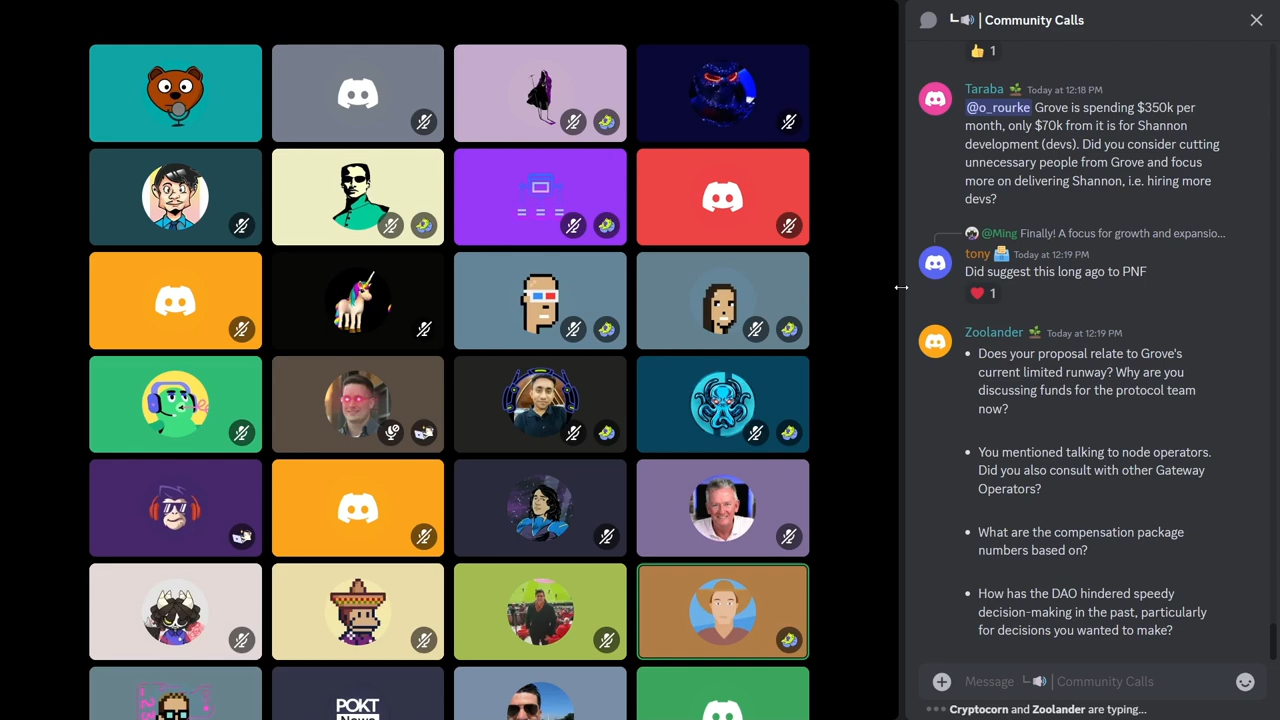 Community Calls
👍 1
Taraba 🌱 Today at 12:18 PM
@o_rourke Grove is spending $350k per
month, only $70k from it is for Shannon
development (devs). Did you consider cutting
unnecessary people from Grove and focus
more on delivering Shannon, i.e. hiring more
devs?
@Ming Finally! A focus for growth and expansio...
tony Today at 12:19 PM
Did suggest this long ago to PNF
❤️ 1
Zoolander 🌱 Today at 12:19 PM
• Does your proposal relate to Grove's
current limited runway? Why are you
discussing funds for the protocol team
now?
• You mentioned talking to node operators.
Did you also consult with other Gateway
Operators?
• What are the compensation package
numbers based on?
• How has the DAO hindered speedy
decision-making in the past, particularly
for decisions you wanted to make?
Message Community Calls
Cryptocorn and Zoolander are typing...
POKT
News